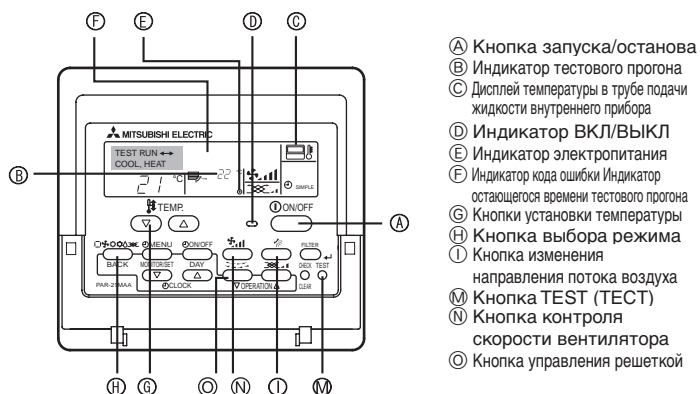 Ⓕ Ⓔ Ⓓ Ⓒ
MITSUBISHI ELECTRIC
TEST RUN ↔
COOL, HEAT
Ⓑ
21 °C
22
SIMPLE
TEMP.
ON/OFF
Ⓐ
MENU
ON/OFF
FILTER
BACK
MONITOR/SET
DAY
CHECK TEST
PAR-21MAA
CLOCK
OPERATION
CLEAR
Ⓗ Ⓖ Ⓞ Ⓝ Ⓘ Ⓜ
Ⓐ Кнопка запуска/останова
Ⓑ Индикатор тестового прогона
Ⓒ Дисплей температуры в трубе подачи
жидкости внутреннего прибора
Ⓓ Индикатор ВКЛ/ВЫКЛ
Ⓔ Индикатор электропитания
Ⓕ Индикатор кода ошибки Индикатор
остающегося времени тестового прогона
Ⓖ Кнопки установки температуры
Ⓗ Кнопка выбора режима
Ⓘ Кнопка изменения
направления потока воздуха
Ⓜ Кнопка TEST (ТЕСТ)
Ⓝ Кнопка контроля
скорости вентилятора
Ⓞ Кнопка управления решеткой